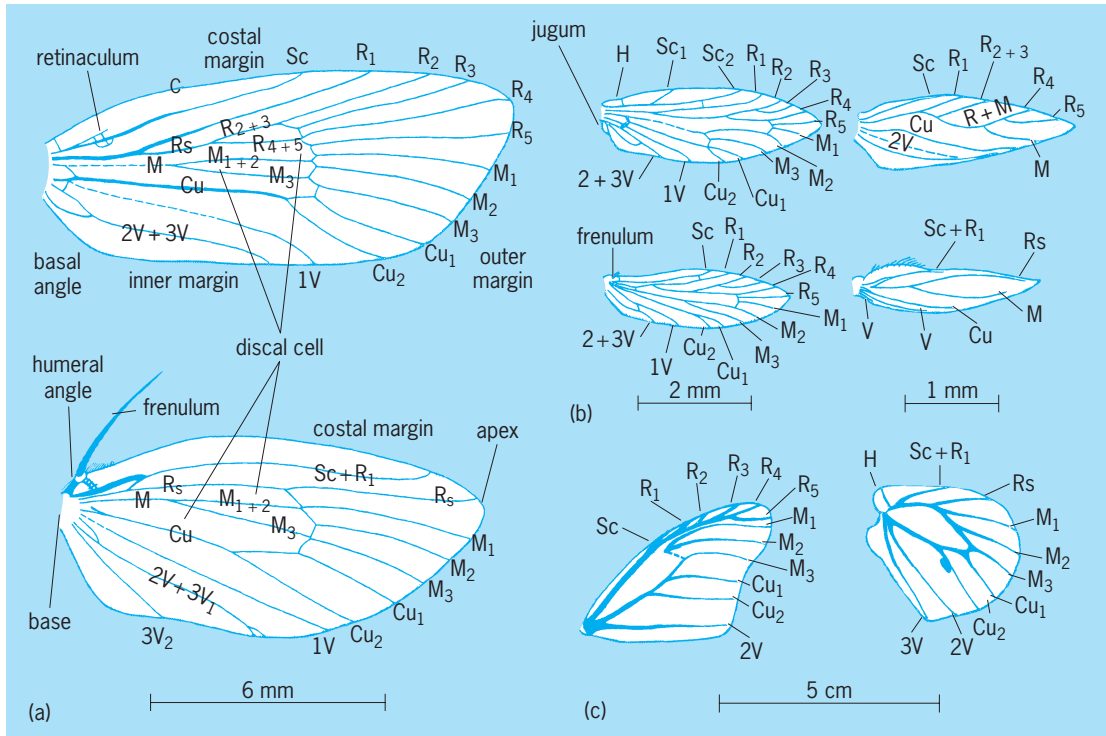 retinaculum
costal
margin
C
Sc
R1
R2
R3
R4
R5
R2 + 3
Rs
R4 + 5
M
M1 + 2
M3
Cu
M1
M2
M3
Cu1
Cu2
1V
2V + 3V
basal
angle
inner margin
outer margin
discal cell
humeral
angle
frenulum
costal margin
apex
Sc + R1
Rs
Rs
M
M1 + 2
M3
Cu
M1
M2
M3
Cu1
Cu2
1V
2V + 3V1
3V2
base
6 mm
(a)
jugum
H
Sc1
Sc2
R1
R2
R3
R4
R5
M1
M2
M3
Cu1
Cu2
1V
2 + 3V
Sc
R1
R2 + 3
R4
R5
R + M
Cu
2V
M
frenulum
Sc
R1
R2
R3
R4
R5
M1
M2
M3
Cu1
Cu2
1V
2 + 3V
Sc + R1
Rs
M
Cu
V
V
2 mm
1 mm
(b)
Sc
R1
R2
R3
R4
R5
M1
M2
M3
Cu1
Cu2
2V
H
Sc + R1
Rs
M1
M2
M3
Cu1
Cu2
2V
3V
5 cm
(c)